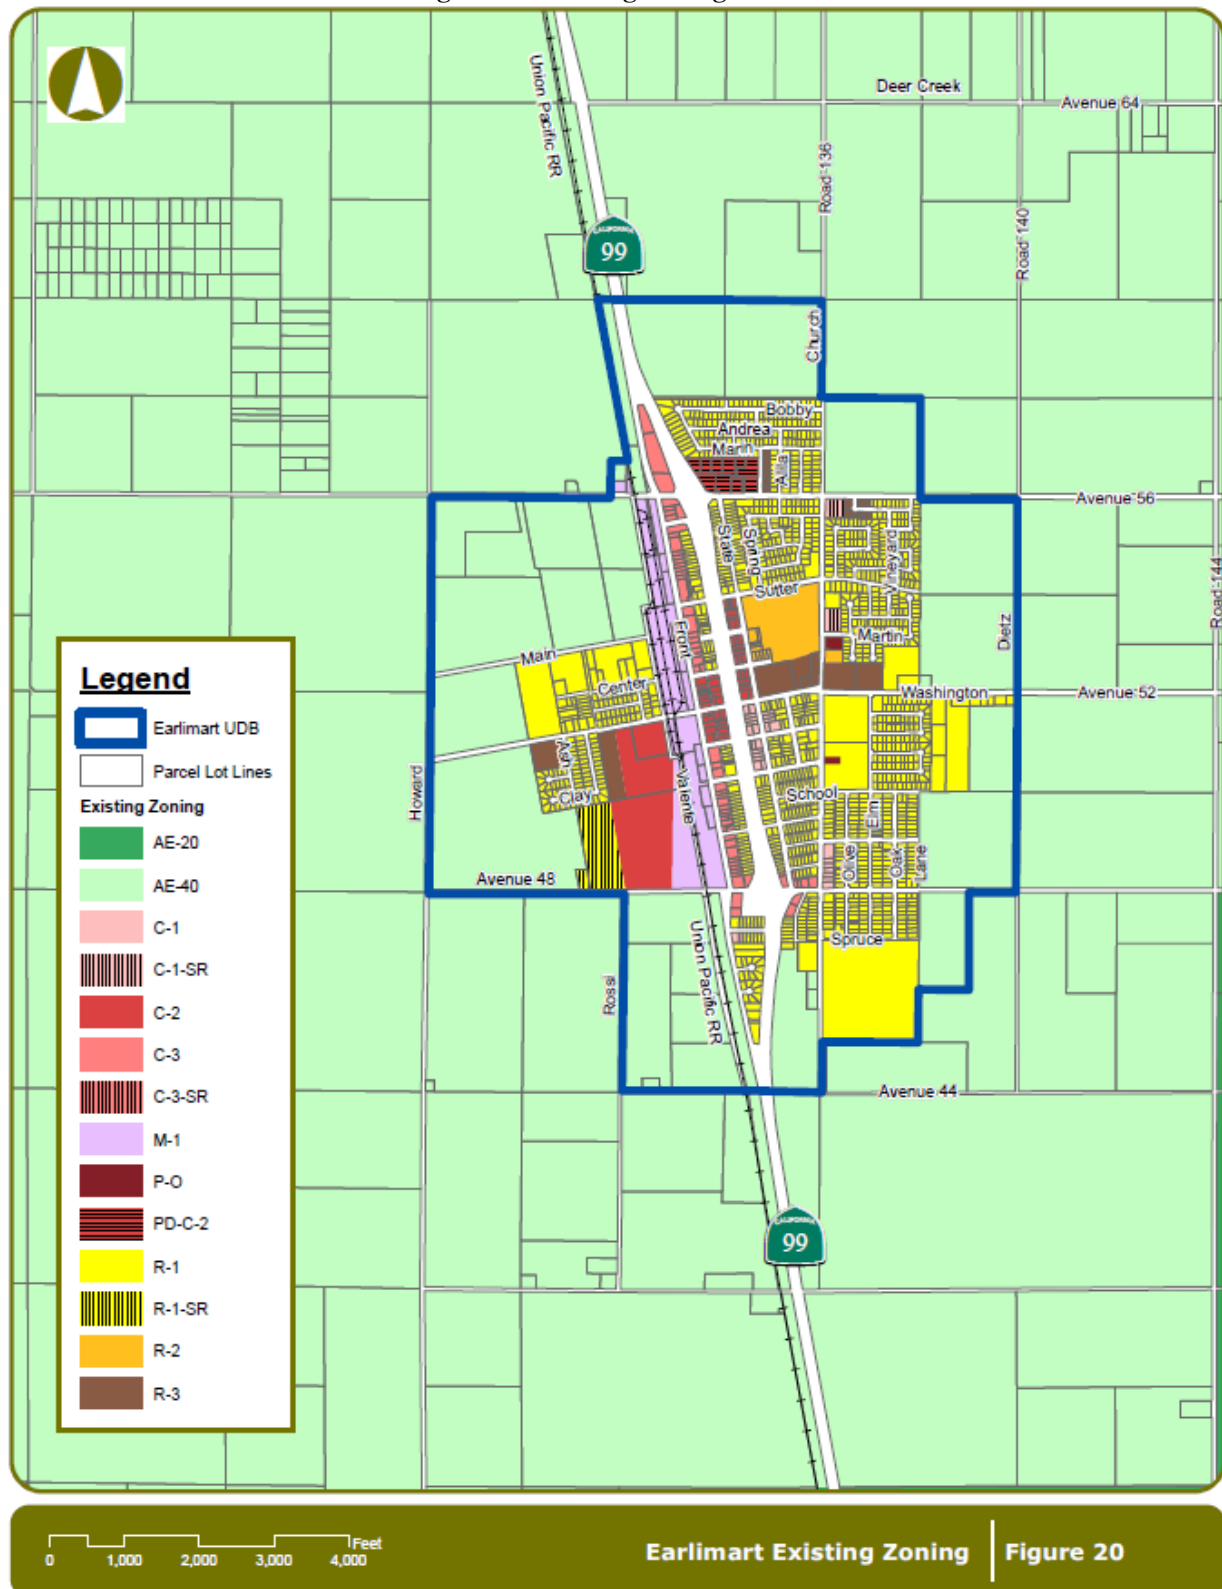 Union Pacific RR
Deer Creek
Avenue 64
Road 136
Road 140
CALIFORNIA
99
Church
Bobby
Andrea
Marin
Alila
Avenue 56
State
Spring
Vineyard
Sutter
Road 144
Dietz
Front
Martin
Main
Center
Washington
Avenue 52
Legend
Earlimart UDB
Parcel Lot Lines
Existing Zoning
AE-20
AE-40
C-1
C-1-SR
C-2
C-3
C-3-SR
M-1
P-O
PD-C-2
R-1
R-1-SR
R-2
R-3
Howard
Ash
Clay
Valente
School
Elm
Olive
Oak
Lane
Avenue 48
Spruce
Rossi
Union Pacific RR
Avenue 44
CALIFORNIA
99
Feet
0 1,000 2,000 3,000 4,000
Earlimart Existing Zoning
Figure 20